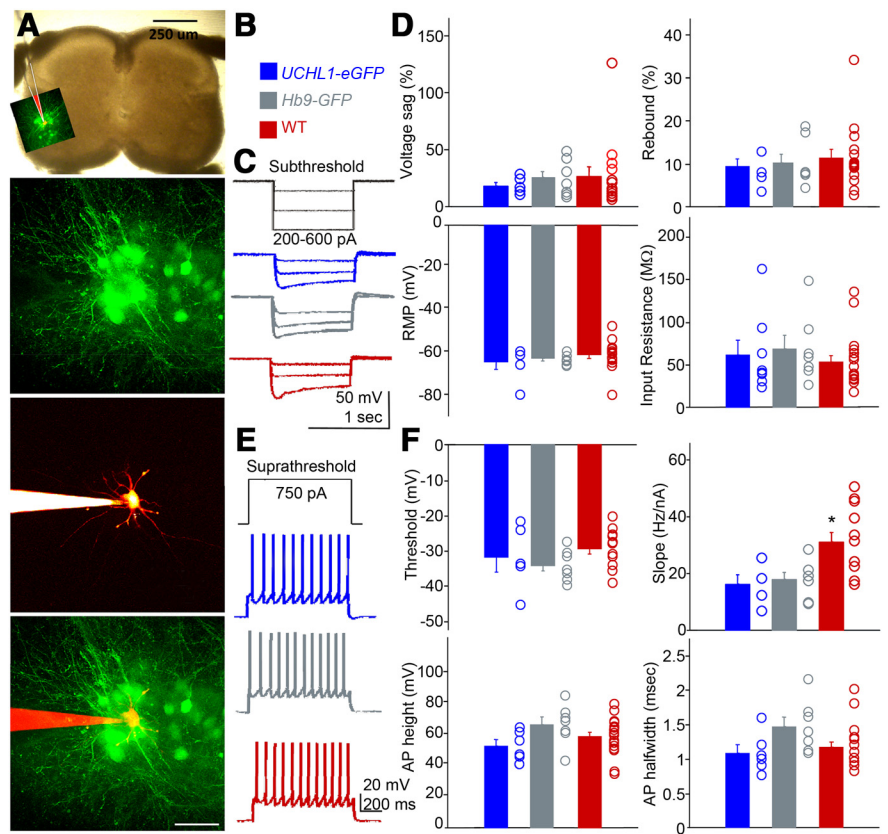 A
250 um
B
UCHL1-eGFP
Hb9-GFP
WT
C
Subthreshold
200-600 pA
50 mV
1 sec
D
Voltage sag (%)
150
100
50
0
Rebound (%)
40
30
20
10
0
RMP (mV)
0
-20
-40
-60
-80
Input Resistance (MΩ)
200
150
100
50
0
E
Suprathreshold
750 pA
20 mV
200 ms
F
Threshold (mV)
0
-10
-20
-30
-40
-50
Slope (Hz/nA)
60
40
20
0
*
AP height (mV)
100
80
60
40
20
0
AP halfwidth (msec)
2.5
2
1.5
1
0.5
0